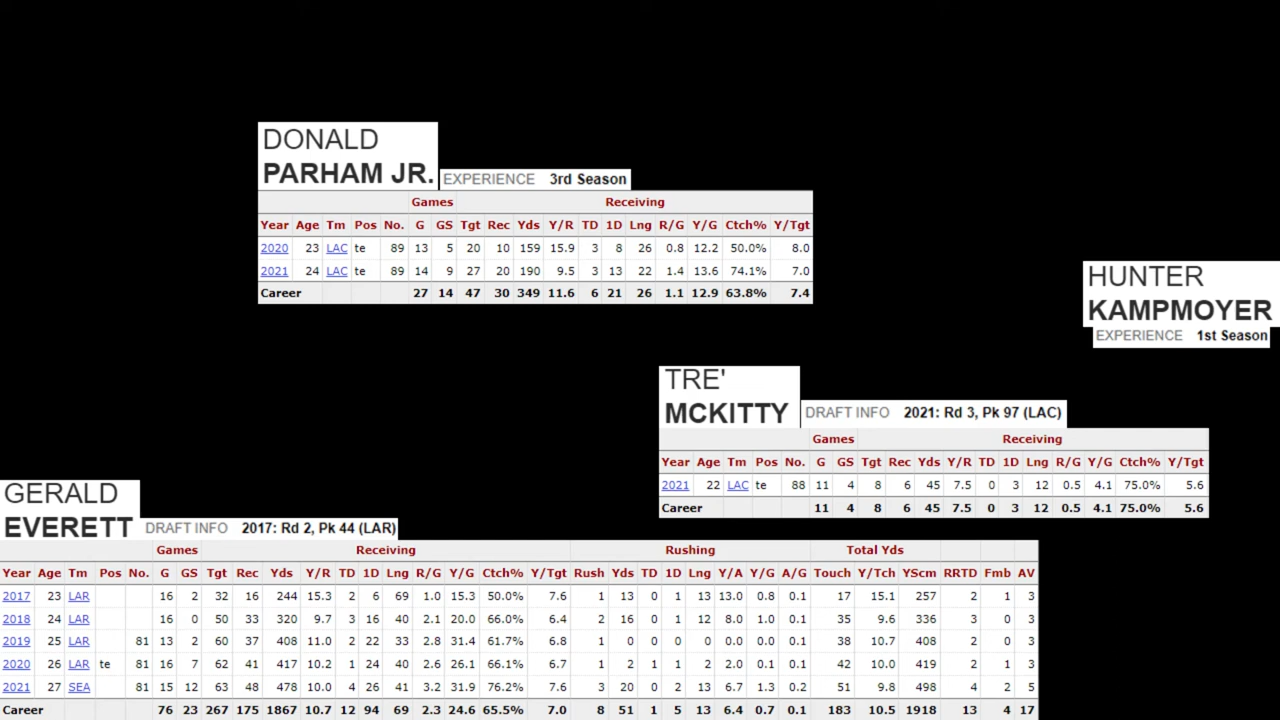 DONALD
PARHAM JR.
EXPERIENCE 3rd Season
Games Receiving
Year Age Tm Pos No. G GS Tgt Rec Yds Y/R TD 1D Lng R/G Y/G Ctch% Y/Tgt
2020 23 LAC te 89 13 5 20 10 159 15.9 3 8 26 0.8 12.2 50.0% 8.0
2021 24 LAC te 89 14 9 27 20 190 9.5 3 13 22 1.4 13.6 74.1% 7.0
Career 27 14 47 30 349 11.6 6 21 26 1.1 12.9 63.8% 7.4
HUNTER
KAMPMOYER
EXPERIENCE 1st Season
TRE'
MCKITTY
DRAFT INFO 2021: Rd 3, Pk 97 (LAC)
Games Receiving
Year Age Tm Pos No. G GS Tgt Rec Yds Y/R TD 1D Lng R/G Y/G Ctch% Y/Tgt
2021 22 LAC te 88 11 4 8 6 45 7.5 0 3 12 0.5 4.1 75.0% 5.6
Career 11 4 8 6 45 7.5 0 3 12 0.5 4.1 75.0% 5.6
GERALD
EVERETT
DRAFT INFO 2017: Rd 2, Pk 44 (LAR)
Games Receiving Rushing Total Yds
Year Age Tm Pos No. G GS Tgt Rec Yds Y/R TD 1D Lng R/G Y/G Ctch% Y/Tgt Rush Yds TD 1D Lng Y/A Y/G A/G Touch Y/Tch YScm RRTD Fmb AV
2017 23 LAR 16 2 32 16 244 15.3 2 6 69 1.0 15.3 50.0% 7.6 1 13 0 1 13 13.0 0.8 0.1 17 15.1 257 2 1 3
2018 24 LAR 16 0 50 33 320 9.7 3 16 40 2.1 20.0 66.0% 6.4 2 16 0 1 12 8.0 1.0 0.1 35 9.6 336 3 0 3
2019 25 LAR 81 13 2 60 37 408 11.0 2 22 33 2.8 31.4 61.7% 6.8 1 0 0 0 0 0.0 0.0 0.1 38 10.7 408 2 0 3
2020 26 LAR te 81 16 7 62 41 417 10.2 1 24 40 2.6 26.1 66.1% 6.7 1 2 1 1 2 2.0 0.1 0.1 42 10.0 419 2 1 3
2021 27 SEA 81 15 12 63 48 478 10.0 4 26 41 3.2 31.9 76.2% 7.6 3 20 0 2 13 6.7 1.3 0.2 51 9.8 498 4 2 5
Career 76 23 267 175 1867 10.7 12 94 69 2.3 24.6 65.5% 7.0 8 51 1 5 13 6.4 0.7 0.1 183 10.5 1918 13 4 17